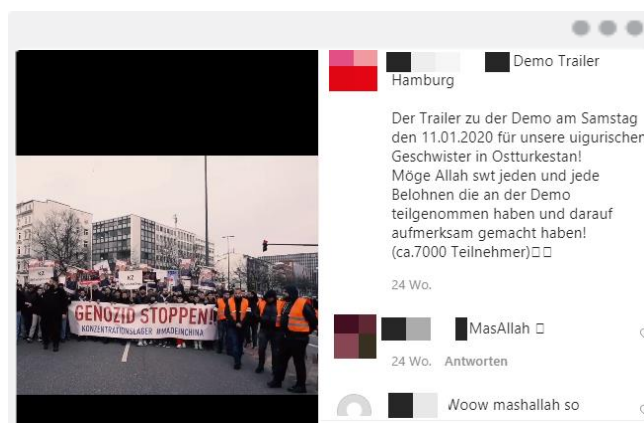 GENOZID STOPPEN!
KONZENTRATIONSLAGER #MADEINCHINA
KZ
KZ
Demo Trailer
Hamburg
Der Trailer zu der Demo am Samstag
den 11.01.2020 für unsere uigurischen
Geschwister in Ostturkestan!
Möge Allah swt jeden und jede
Belohnen die an der Demo
teilgenommen haben und darauf
aufmerksam gemacht haben!
(ca.7000 Teilnehmer)
24 Wo.
MasAllah
24 Wo. Antworten
Woow mashallah so